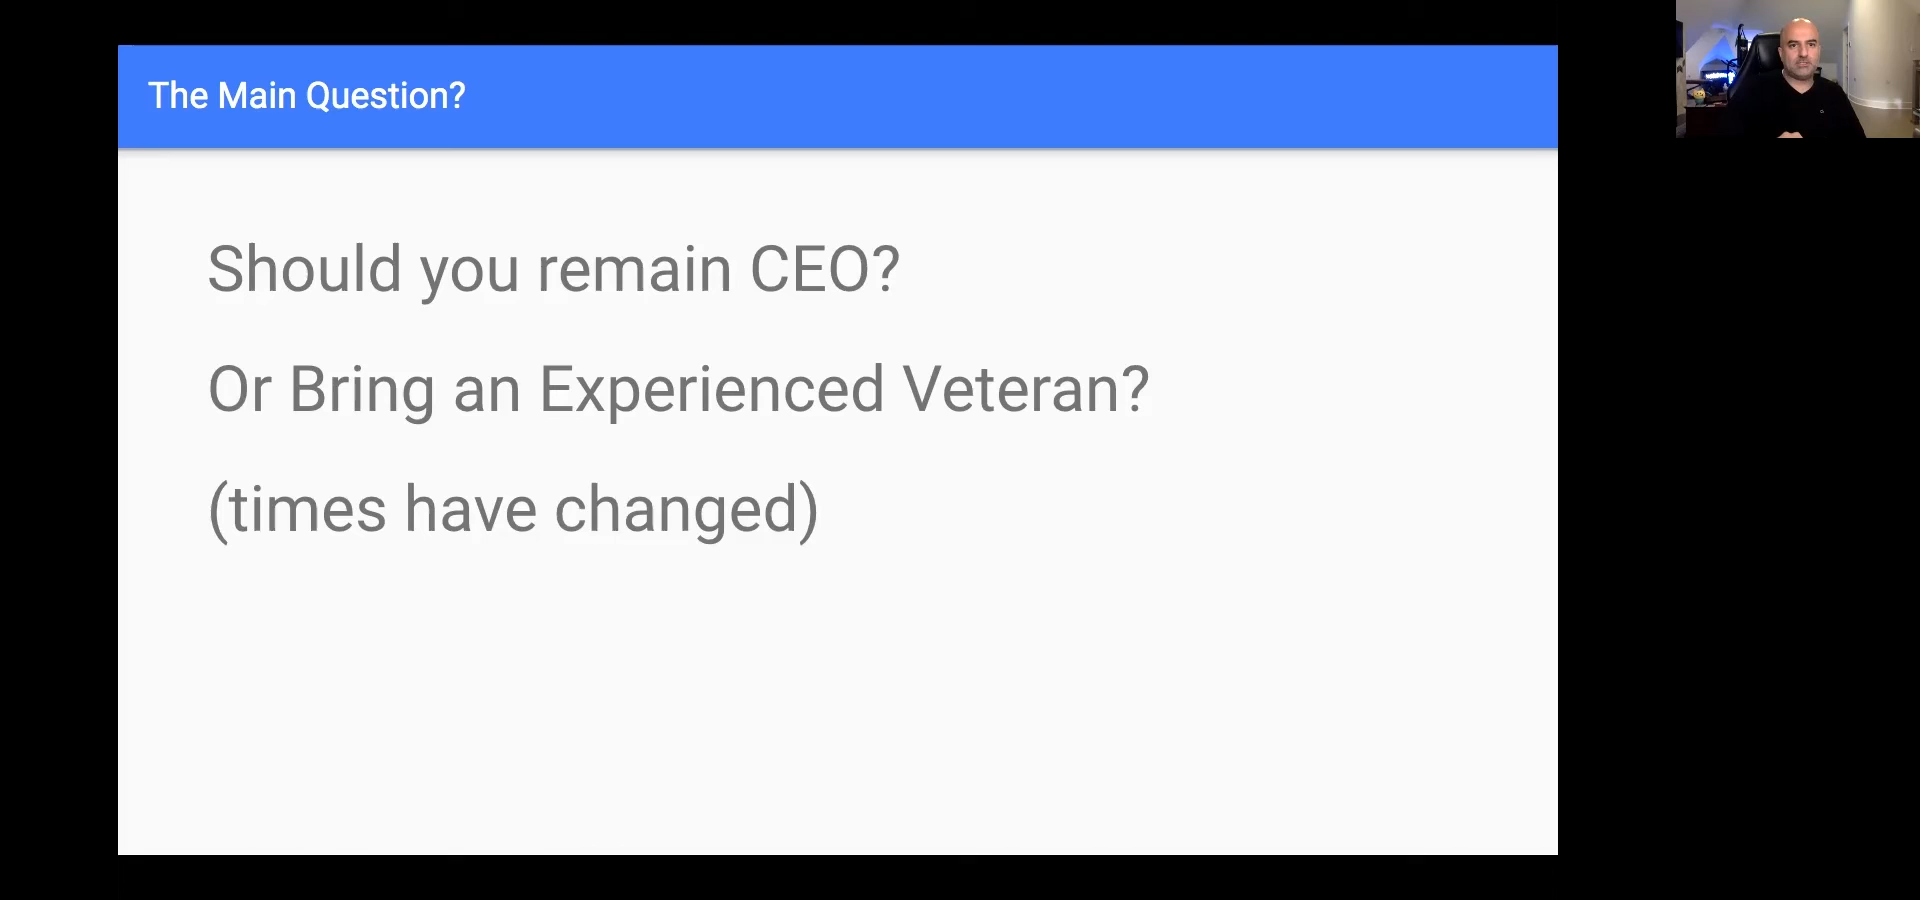 The Main Question?
Should you remain CEO?
Or Bring an Experienced Veteran?
(times have changed)